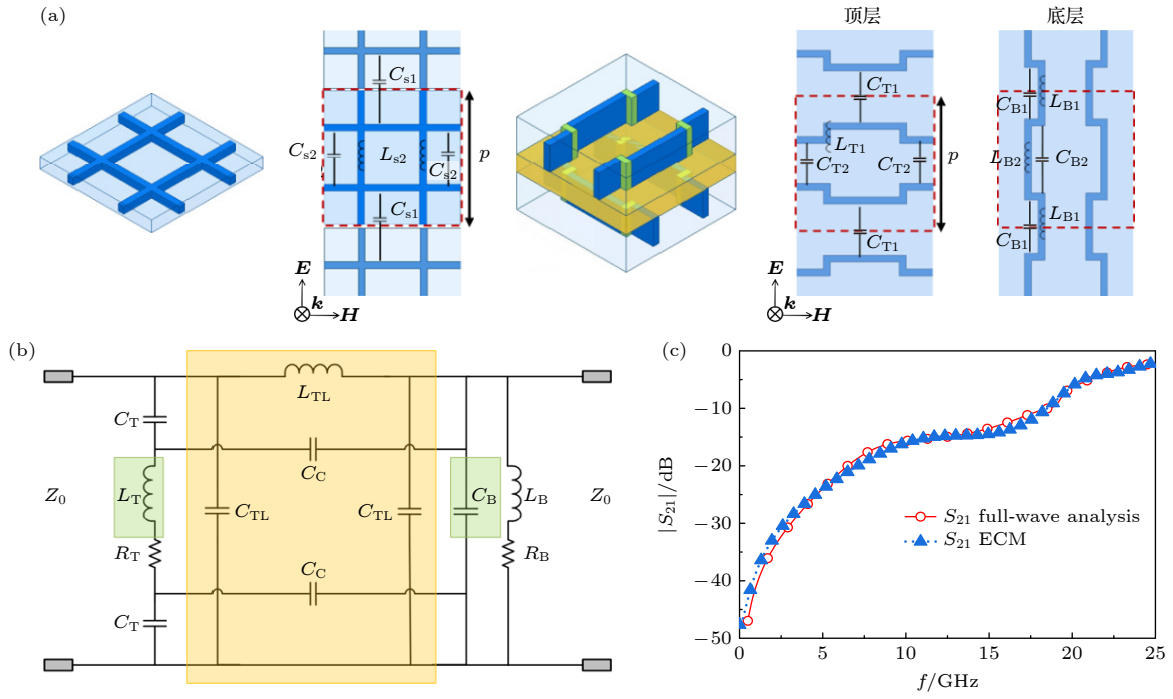 (a)
顶层
底层
C_s1
C_s2
L_s2
C_s2
C_s1
p
E
k
H
C_T1
L_T1
C_T2
C_T2
C_T1
p
E
k
H
C_B1
L_B1
L_B2
C_B2
L_B1
C_B1
(b)
L_TL
C_T
C_C
Z_0
L_T
C_TL
C_TL
C_B
L_B
Z_0
R_T
C_C
R_B
C_T
(c)
0
-10
-20
-30
-40
-50
|S_21|/dB
S_21 full-wave analysis
S_21 ECM
0 5 10 15 20 25
f/GHz